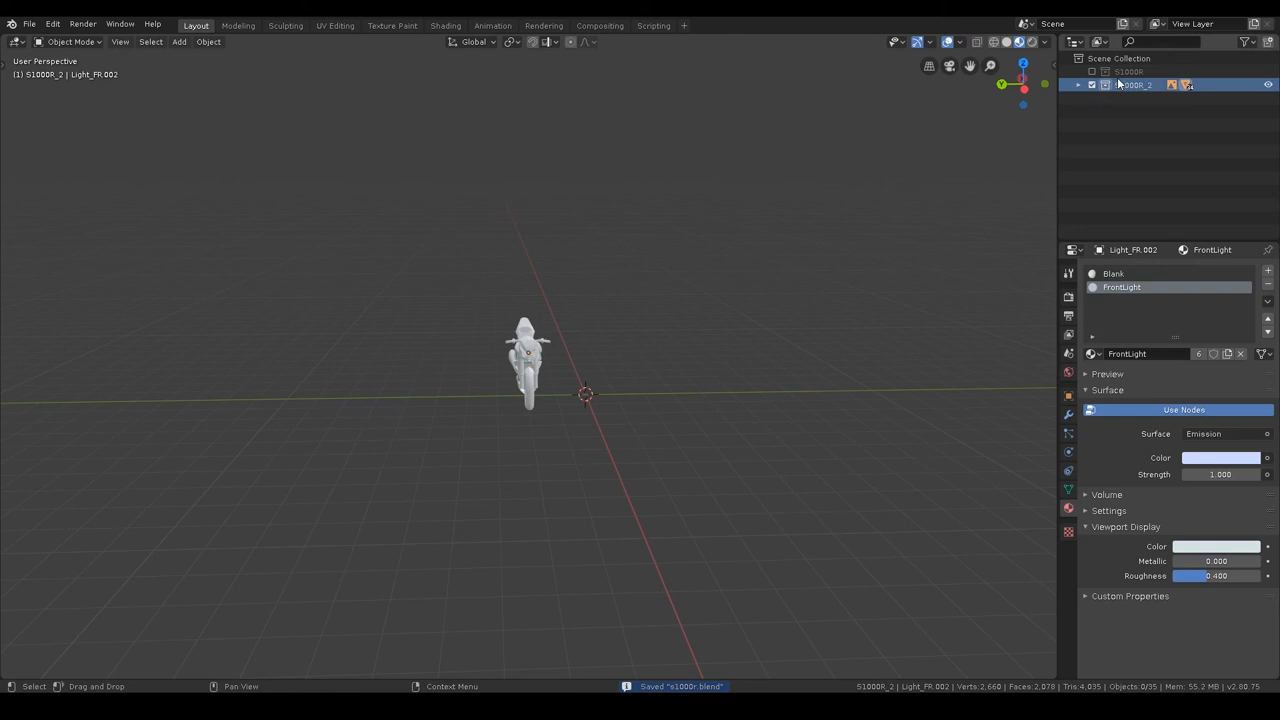 File Edit Render Window Help Layout Modeling Sculpting UV Editing Texture Paint Shading Animation Rendering Compositing Scripting + Scene View Layer
Object Mode View Select Add Object Global
User Perspective
(1) S1000R_2 | Light_FR.002
Scene Collection
S1000R
S1000R_2
Z
Y
Light_FR.002 FrontLight
Blank
FrontLight
FrontLight 6
Preview
Surface
Use Nodes
Surface Emission
Color
Strength 1.000
Volume
Settings
Viewport Display
Color
Metallic 0.000
Roughness 0.400
Custom Properties
Select Drag and Drop Pan View Context Menu Saved "s1000r.blend" S1000R_2 | Light_FR.002 | Verts:2,660 | Faces:2,078 | Tris:4,035 | Objects:0/35 | Mem: 55.2 MB | v2.80.75